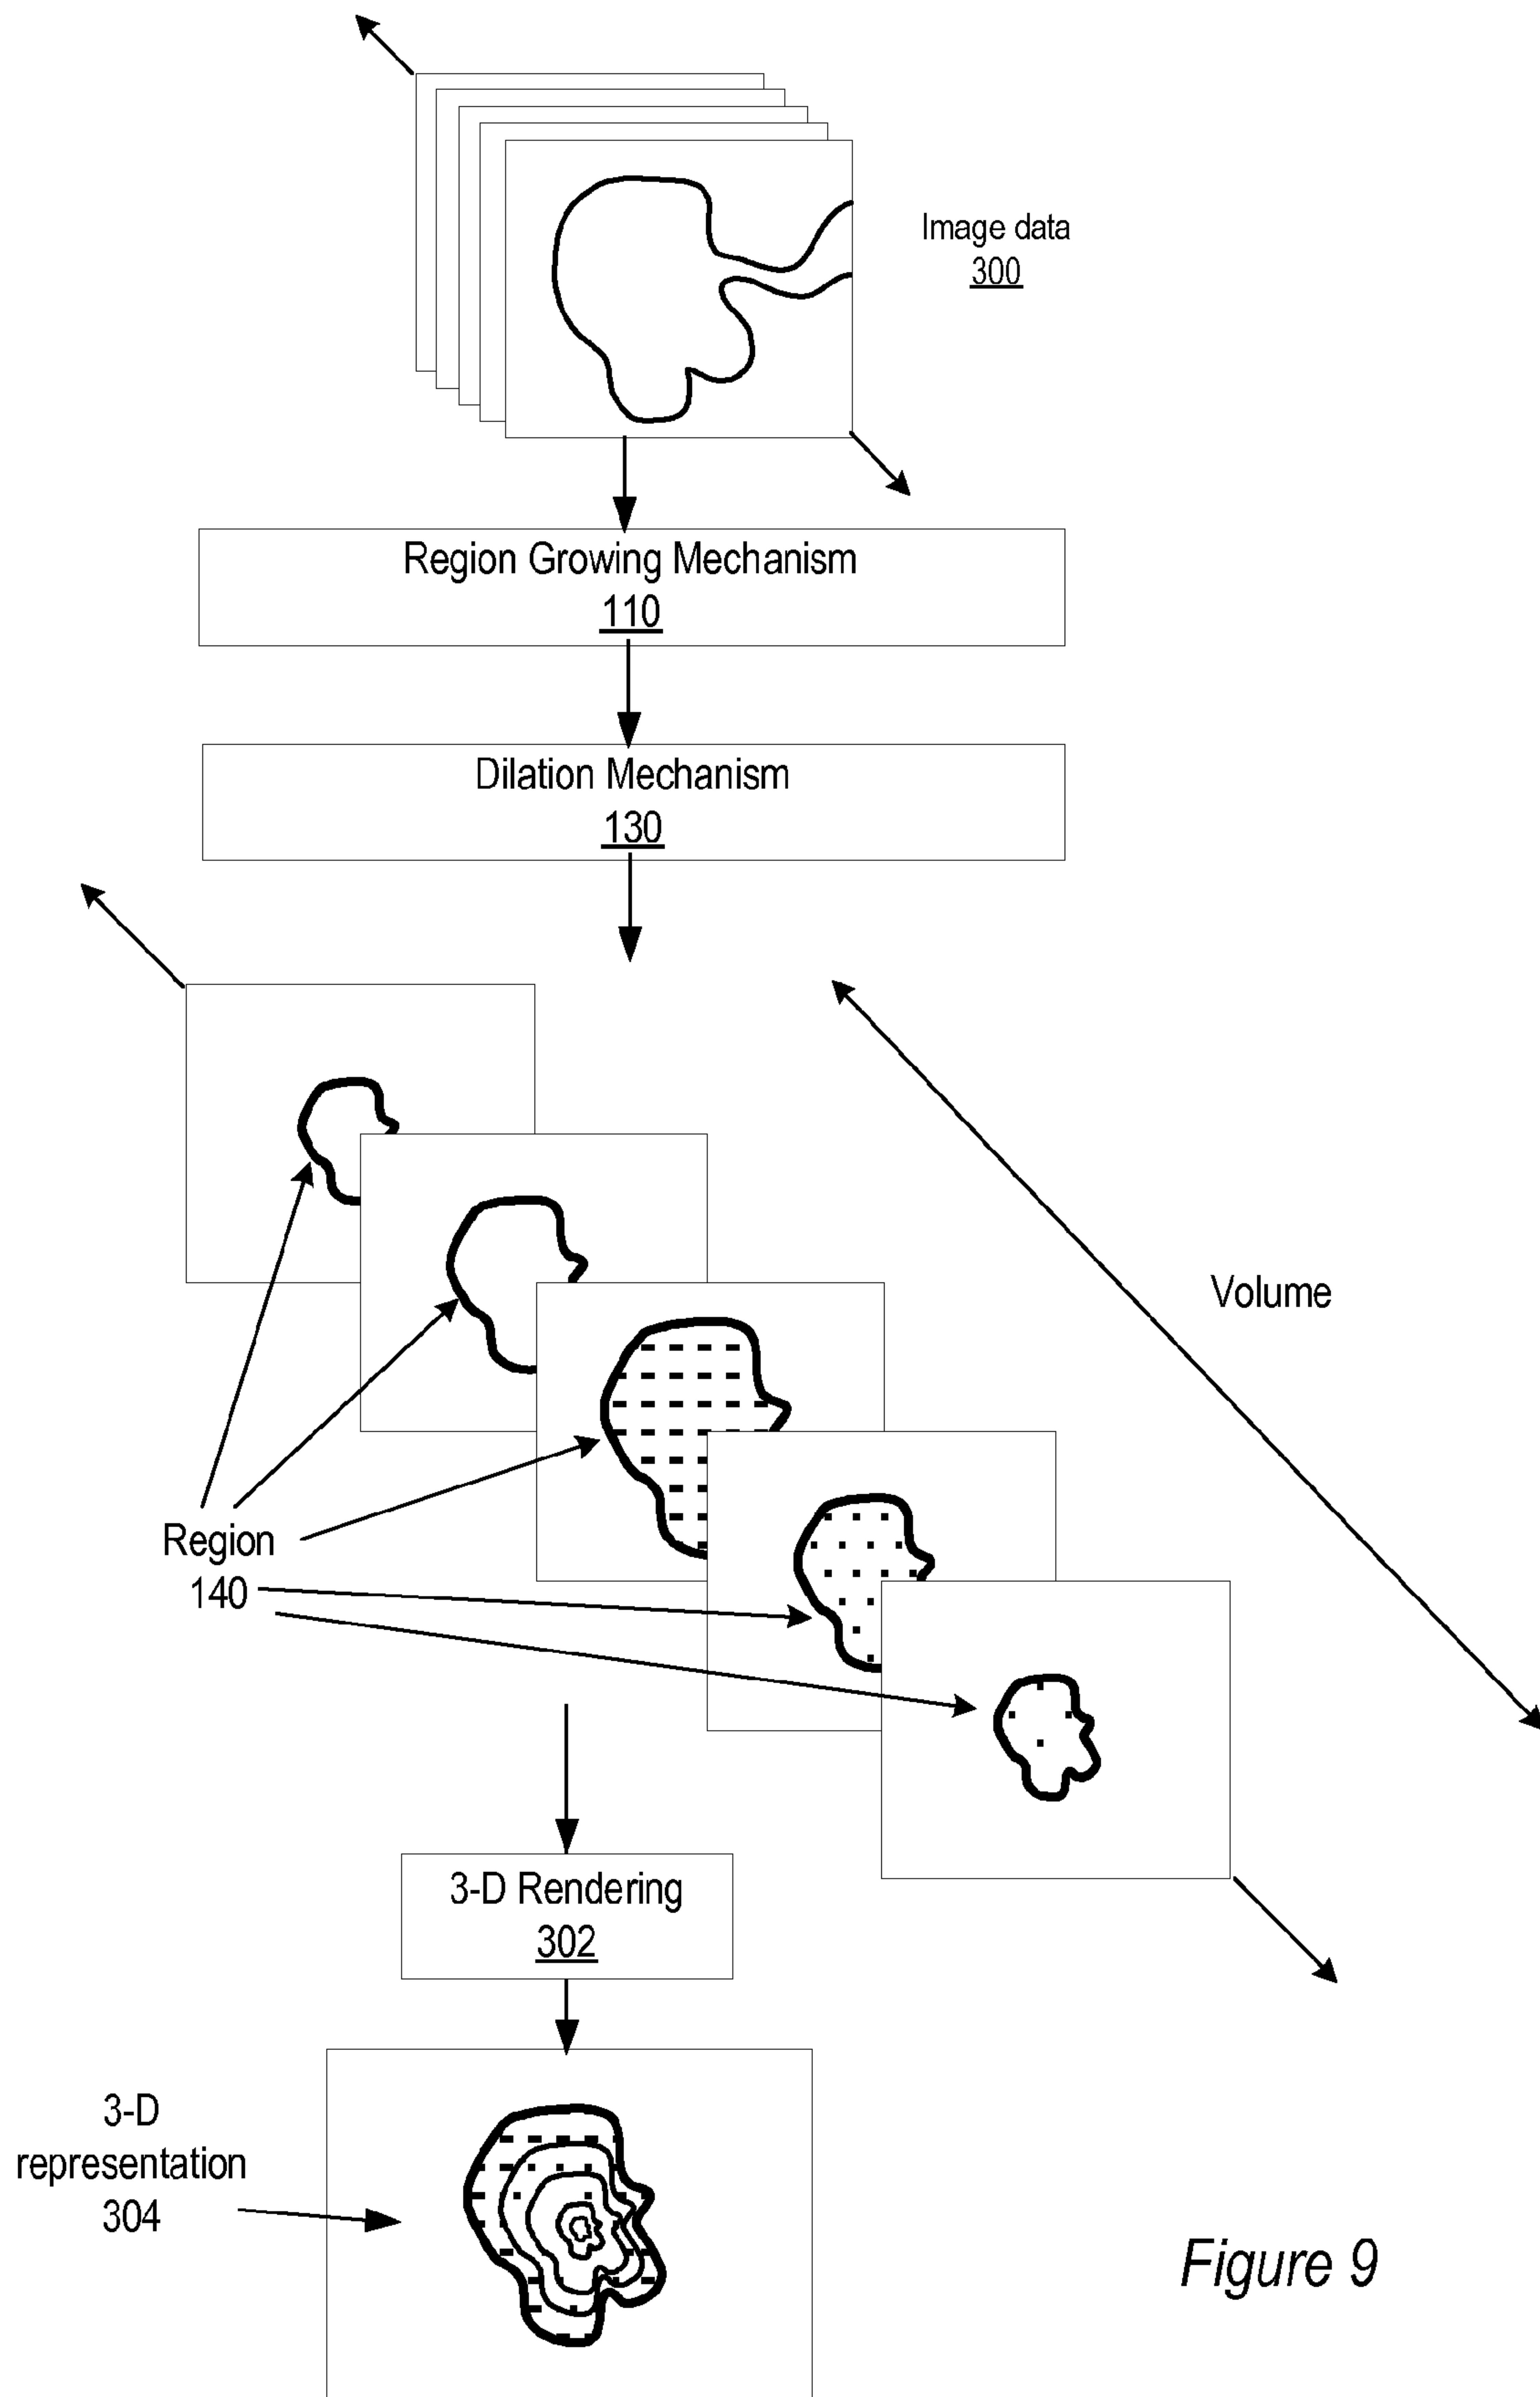 Image data
300
Region Growing Mechanism
110
Dilation Mechanism
130
Volume
Region
140
3-D Rendering
302
3-D
representation
304
Figure 9